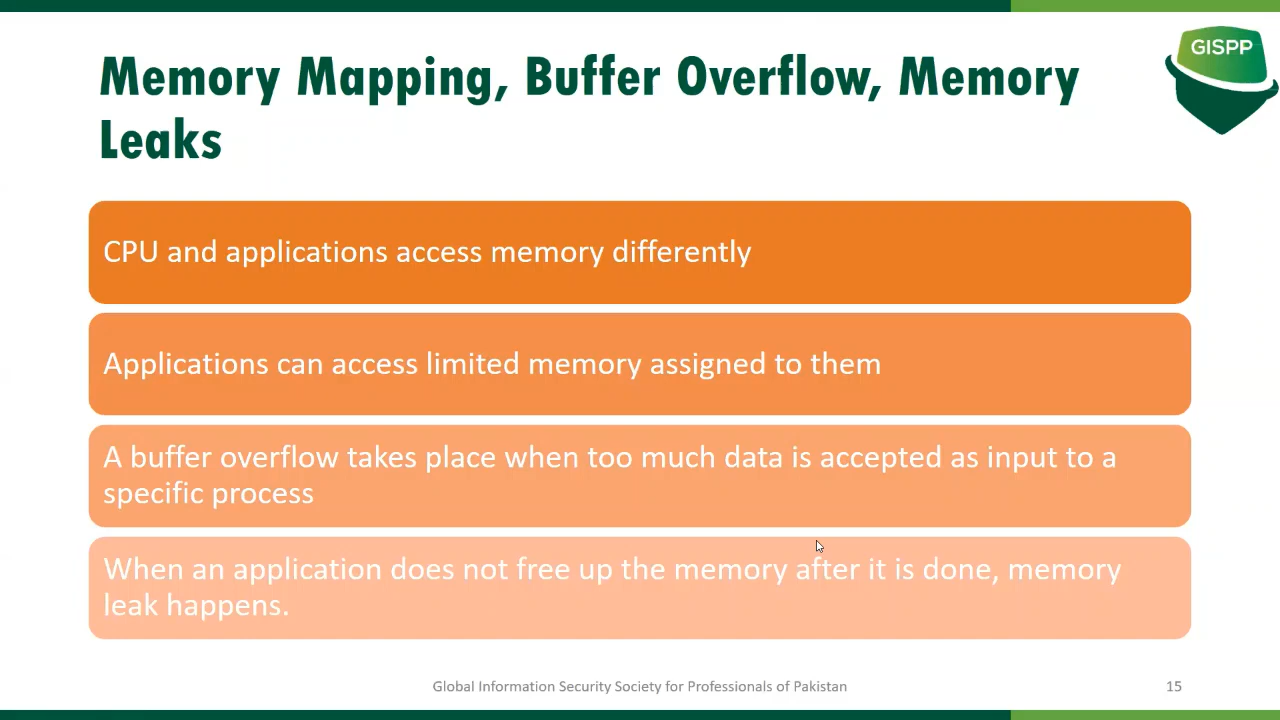 GISPP
Memory Mapping, Buffer Overflow, Memory
Leaks
CPU and applications access memory differently
Applications can access limited memory assigned to them
A buffer overflow takes place when too much data is accepted as input to a
specific process
When an application does not free up the memory after it is done, memory
leak happens.
Global Information Security Society for Professionals of Pakistan
15